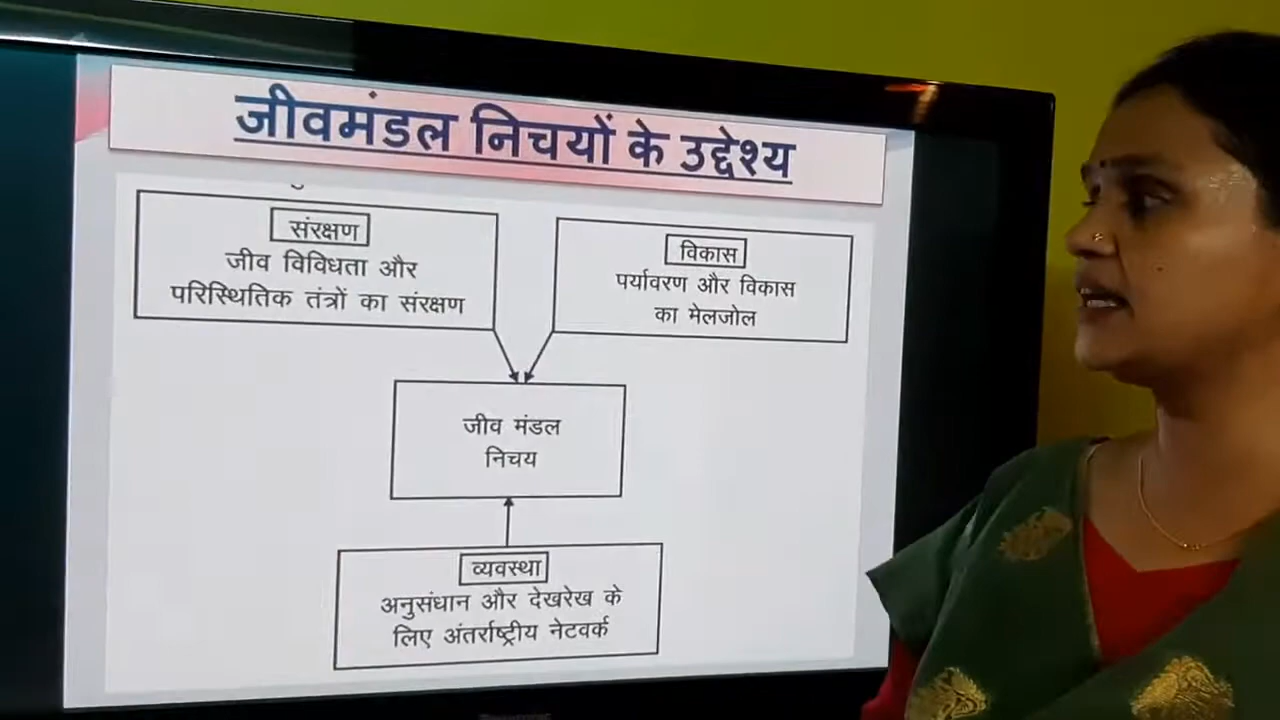 जीवमंडल निचयों के उद्देश्य
संरक्षण
जीव विविधता और
परिस्थितिक तंत्रों का संरक्षण
विकास
पर्यावरण और विकास
का मेलजोल
जीव मंडल
निचय
व्यवस्था
अनुसंधान और देखरेख के
लिए अंतर्राष्ट्रीय नेटवर्क